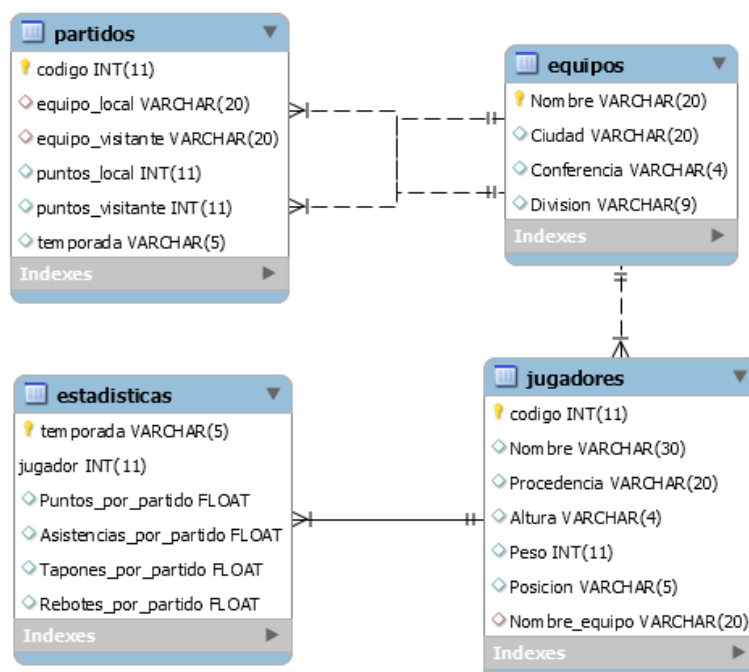 partidos
codigo INT(11)
equipo_local VARCHAR(20)
equipo_visitante VARCHAR(20)
puntos_local INT(11)
puntos_visitante INT(11)
temporada VARCHAR(5)
Indexes
equipos
Nombre VARCHAR(20)
Ciudad VARCHAR(20)
Conferencia VARCHAR(4)
Division VARCHAR(9)
Indexes
estadisticas
temporada VARCHAR(5)
jugador INT(11)
Puntos_por_partido FLOAT
Asistencias_por_partido FLOAT
Tapones_por_partido FLOAT
Rebotes_por_partido FLOAT
Indexes
jugadores
codigo INT(11)
Nombre VARCHAR(30)
Procedencia VARCHAR(20)
Altura VARCHAR(4)
Peso INT(11)
Posicion VARCHAR(5)
Nombre_equipo VARCHAR(20)
Indexes